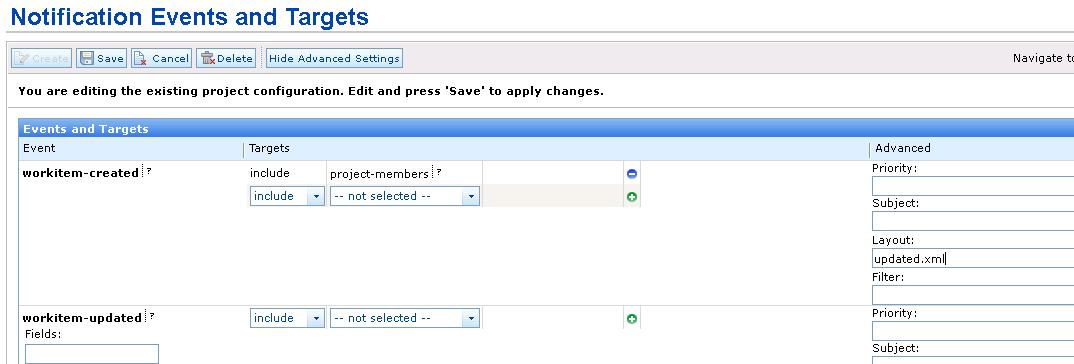 Notification Events and Targets
Create Save Cancel Delete Hide Advanced Settings Navigate to
You are editing the existing project configuration. Edit and press 'Save' to apply changes.
Events and Targets
Event Targets Advanced
workitem-created ? include project-members ? Priority:
include -- not selected --
Subject:
Layout:
updated.xml
Filter:
workitem-updated ? include -- not selected -- Priority:
Fields:
Subject: